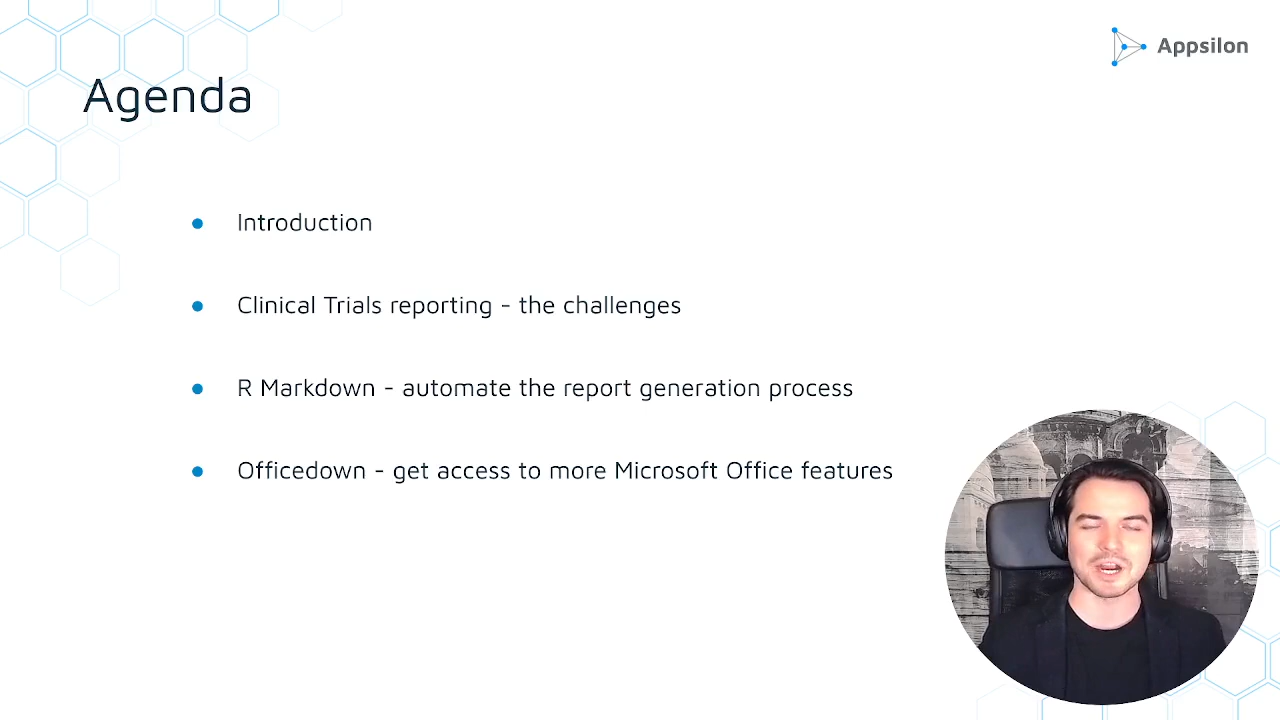 Appsilon
Agenda
Introduction
Clinical Trials reporting - the challenges
R Markdown - automate the report generation process
Officedown - get access to more Microsoft Office features